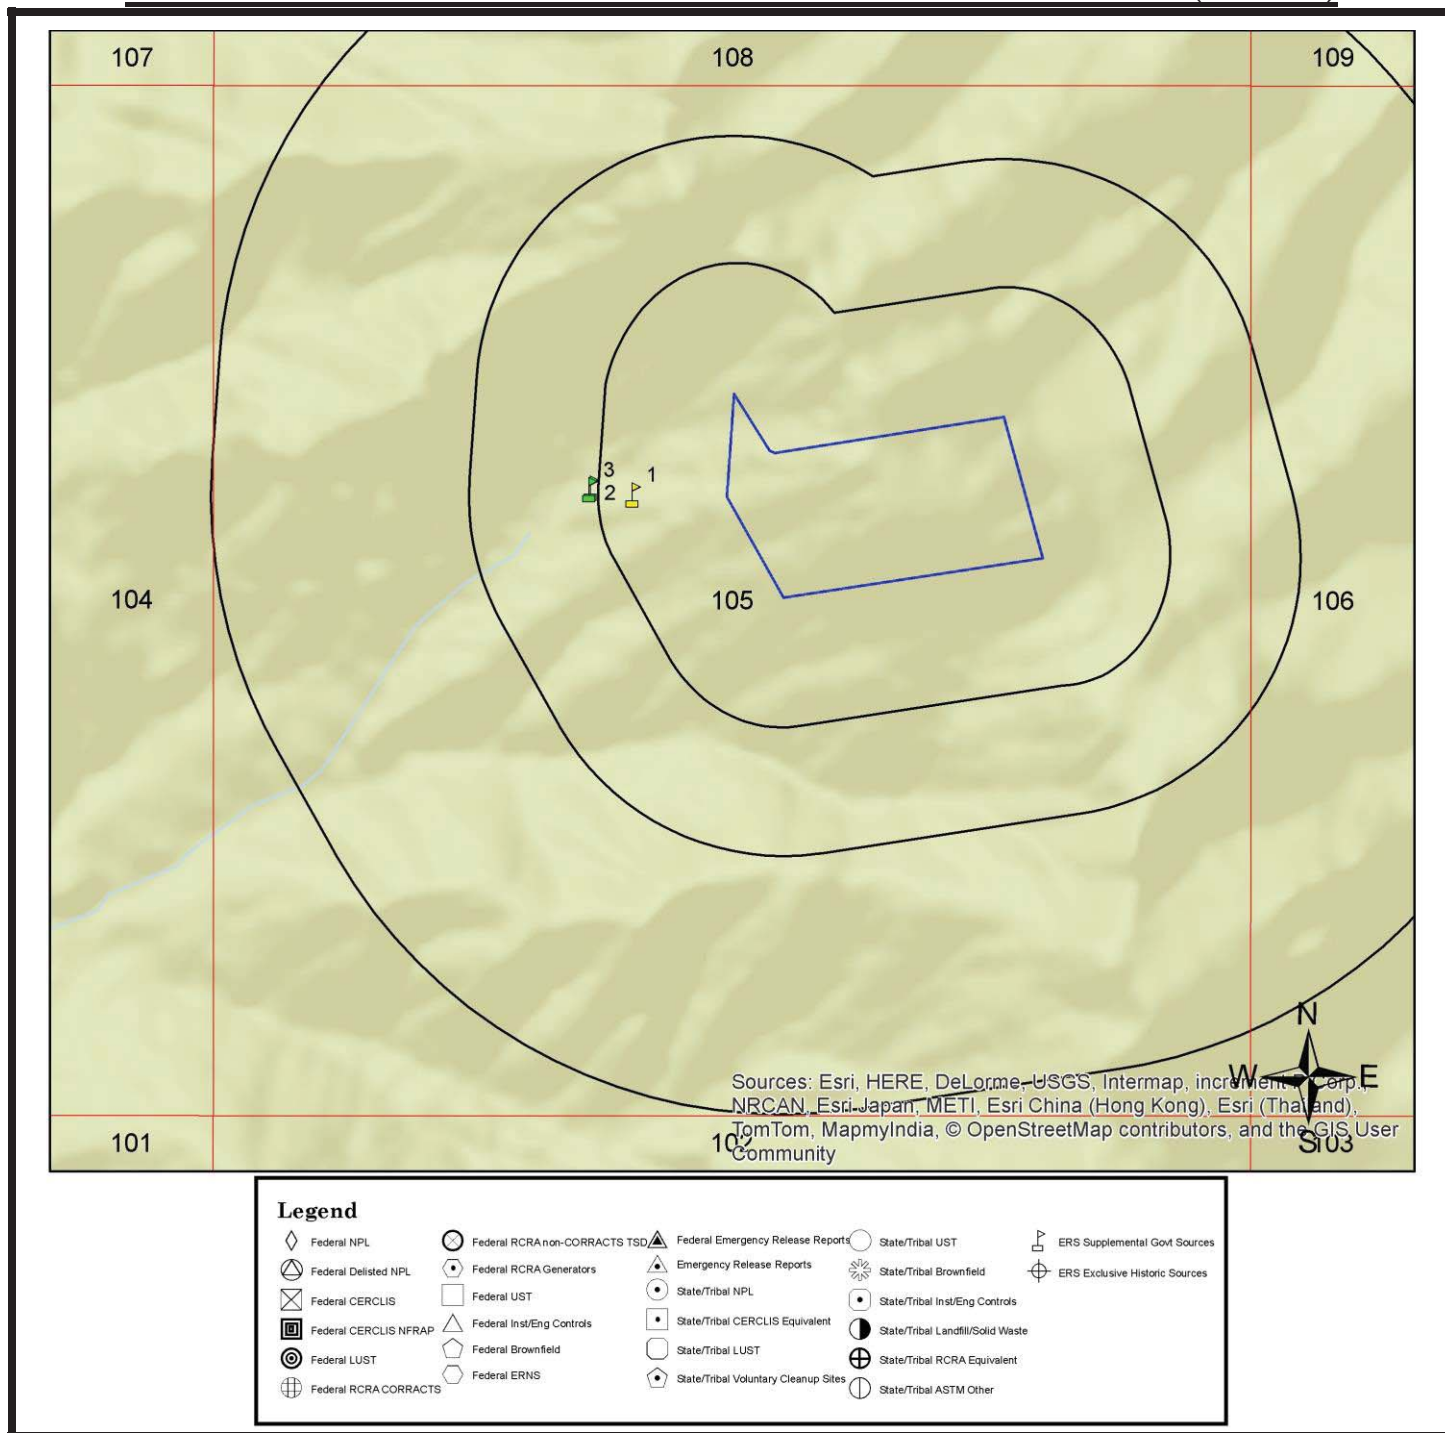 107 108 109
3 1
2
104 105 106
N
W E
S
Sources: Esri, HERE, DeLorme, USGS, Intermap, increment P Corp.,
NRCAN, Esri Japan, METI, Esri China (Hong Kong), Esri (Thailand),
TomTom, MapmyIndia, © OpenStreetMap contributors, and the GIS User
Community
101 102 103
Legend
Federal NPL
Federal Delisted NPL
Federal CERCLIS
Federal CERCLIS NFRAP
Federal LUST
Federal RCRA CORRACTS
Federal RCRA non-CORRACTS TSD
Federal RCRA Generators
Federal UST
Federal Inst/Eng Controls
Federal Brownfield
Federal ERNS
Federal Emergency Release Reports
Emergency Release Reports
State/Tribal NPL
State/Tribal CERCLIS Equivalent
State/Tribal LUST
State/Tribal Voluntary Cleanup Sites
State/Tribal UST
State/Tribal Brownfield
State/Tribal Inst/Eng Controls
State/Tribal Landfill/Solid Waste
State/Tribal RCRA Equivalent
State/Tribal ASTM Other
ERS Supplemental Govt Sources
ERS Exclusive Historic Sources